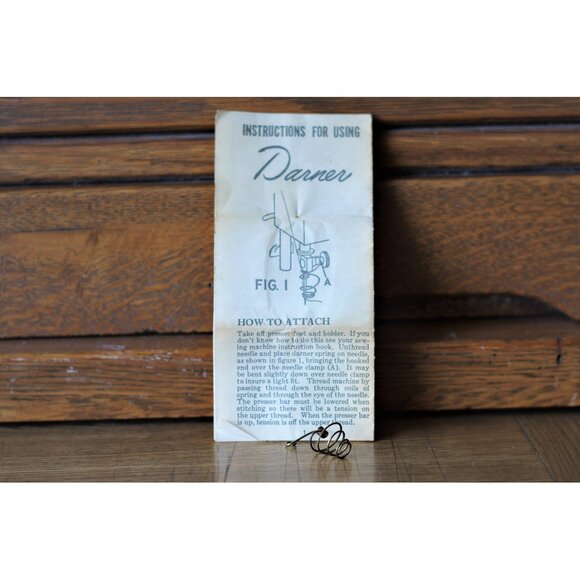 INSTRUCTIONS FOR USING
Darner
FIG. 1
A
HOW TO ATTACH
Take off presser foot and holder. If you
don't know how to do this see your sew-
ing machine instruction book. Unthread
needle and place darner spring on needle,
as shown in figure 1, bringing the hooked
end over the needle clamp (A). It may
be bent slightly down over needle clamp
to insure a tight fit. Thread machine by
passing thread down through coils of
spring and through the eye of the needle.
The presser bar must be lowered when
stitching so there will be a tension on
the upper thread. When the presser bar
is up, tension is off the upper thread.
1